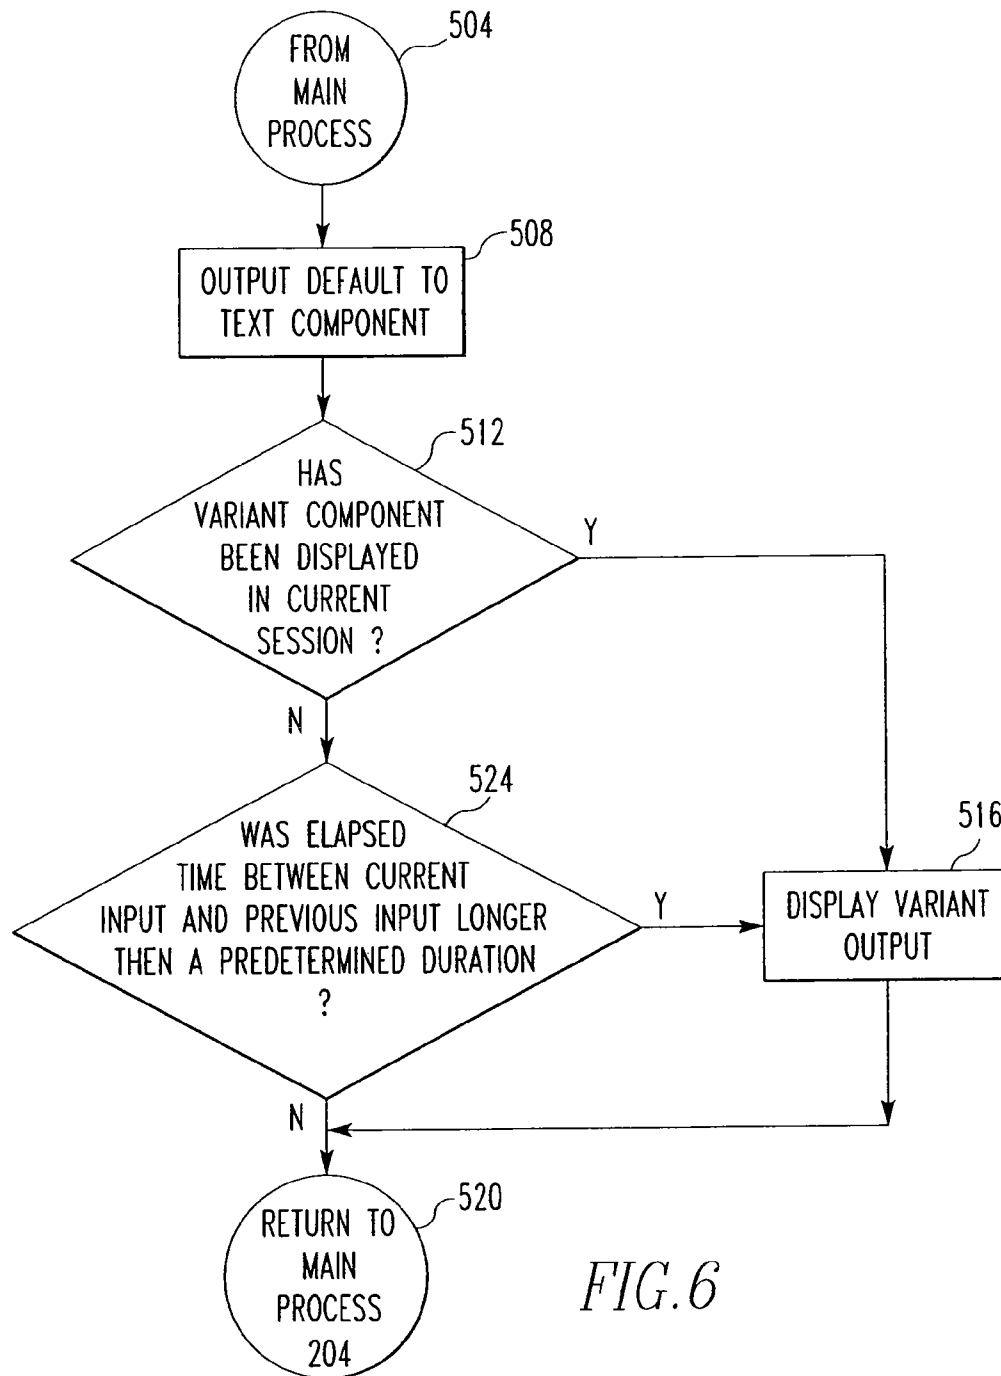 504
FROM
MAIN
PROCESS
508
OUTPUT DEFAULT TO
TEXT COMPONENT
512
HAS
VARIANT COMPONENT
BEEN DISPLAYED
IN CURRENT
SESSION ?
Y
N
524
WAS ELAPSED
TIME BETWEEN CURRENT
INPUT AND PREVIOUS INPUT LONGER
THEN A PREDETERMINED DURATION
?
Y
516
DISPLAY VARIANT
OUTPUT
N
520
RETURN TO
MAIN
PROCESS
204
FIG.6